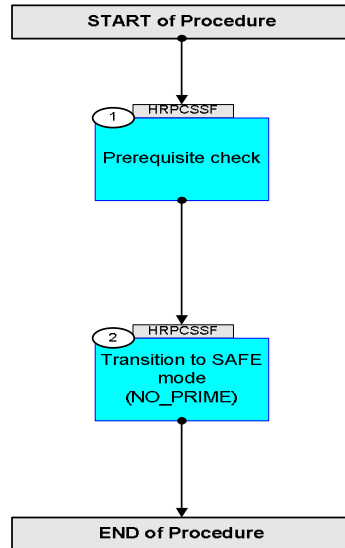 START of Procedure
HRPCSSF
1
Prerequisite check
HRPCSSF
2
Transition to SAFE
mode
(NO_PRIME)
END of Procedure